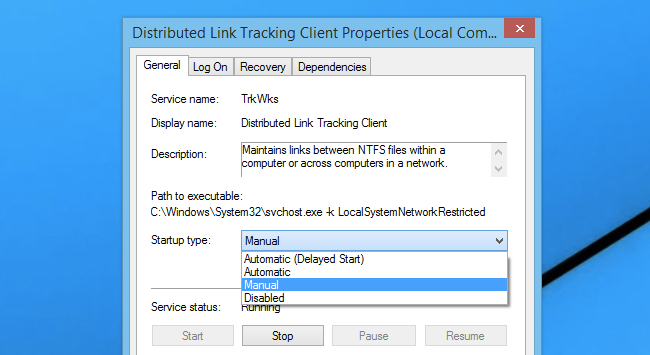 Distributed Link Tracking Client Properties (Local Com...
General Log On Recovery Dependencies
Service name: TrkWks
Display name: Distributed Link Tracking Client
Description: Maintains links between NTFS files within a
computer or across computers in a network.
Path to executable:
C:\Windows\System32\svchost.exe -k LocalSystemNetworkRestricted
Startup type: Manual
Automatic (Delayed Start)
Automatic
Manual
Disabled
Service status: Running
Start Stop Pause Resume